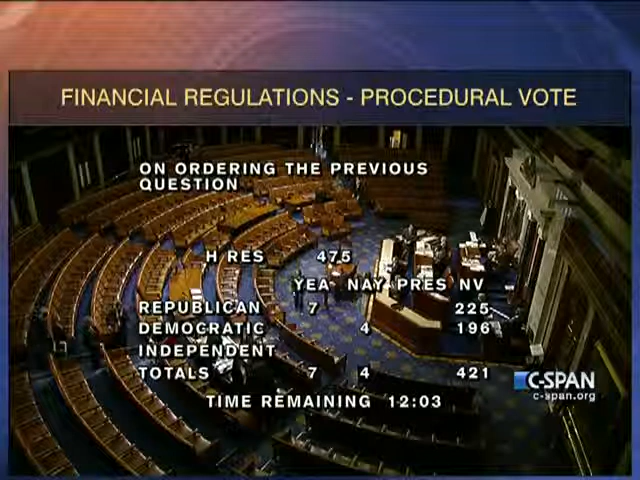 FINANCIAL REGULATIONS - PROCEDURAL VOTE
ON ORDERING THE PREVIOUS
QUESTION
H RES 475
YEA NAY PRES NV
REPUBLICAN 7 225
DEMOCRATIC 4 196
INDEPENDENT
TOTALS 7 4 421
C-SPAN
c-span.org
TIME REMAINING 12:03